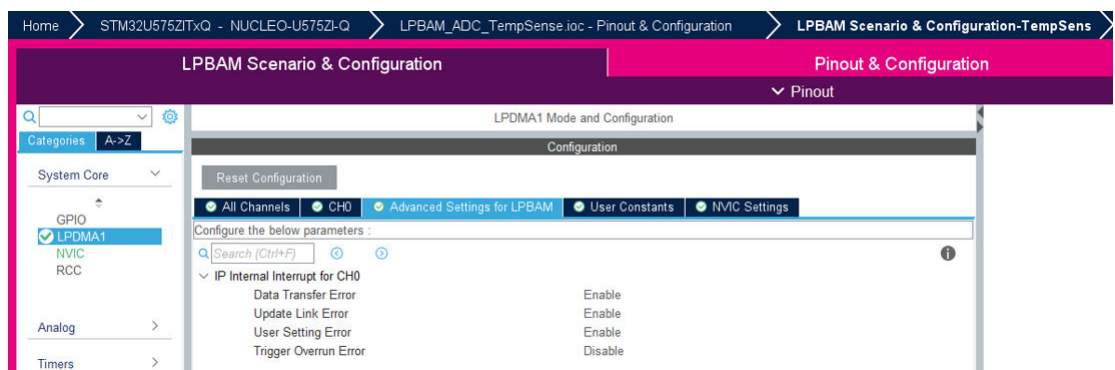 Home STM32U575ZITxQ - NUCLEO-U575ZI-Q LPBAM_ADC_TempSense.ioc - Pinout & Configuration LPBAM Scenario & Configuration-TempSens
LPBAM Scenario & Configuration Pinout & Configuration
Pinout
LPDMA1 Mode and Configuration
Categories A->Z
Configuration
System Core
Reset Configuration
All Channels CH0 Advanced Settings for LPBAM User Constants NVIC Settings
GPIO
Configure the below parameters :
LPDMA1
NVIC
Search (Ctrl+F)
RCC
IP Internal Interrupt for CH0
Data Transfer Error Enable
Update Link Error Enable
Analog
User Setting Error Enable
Trigger Overrun Error Disable
Timers